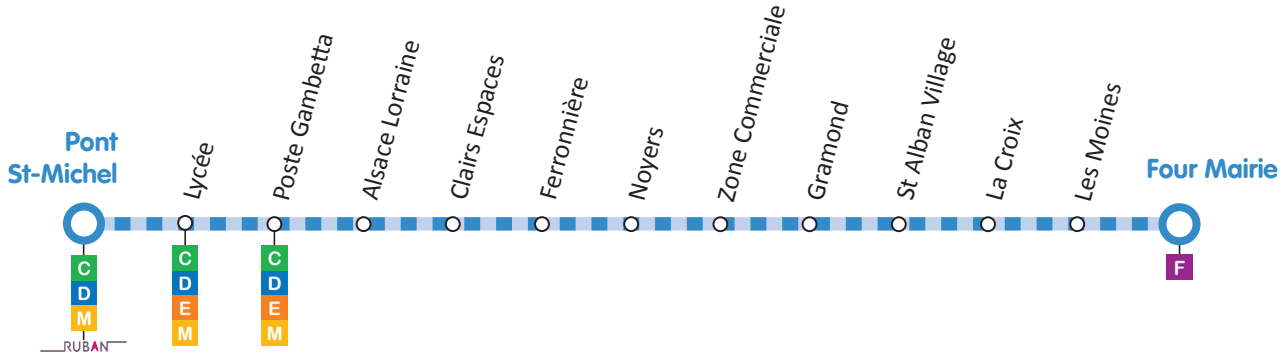 Pont
St-Michel
Lycée
Poste Gambetta
Alsace Lorraine
Clairs Espaces
Ferronnière
Noyers
Zone Commerciale
Gramond
St Alban Village
La Croix
Les Moines
Four Mairie
C
D
M
RUBAN
C
D
E
M
C
D
E
M
F